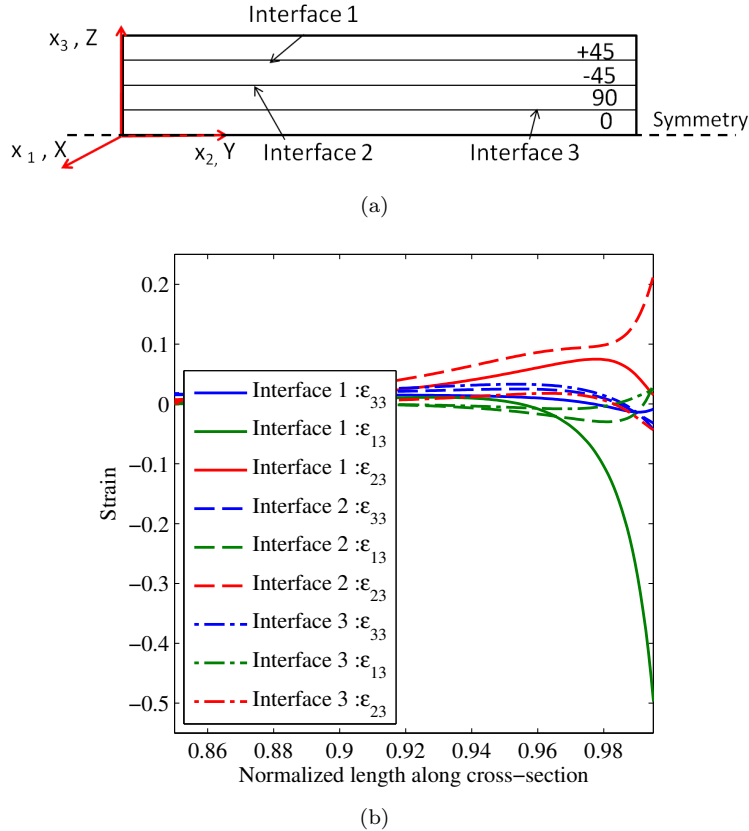 Interface 1
x₃ , Z
+45
-45
90
0
Symmetry
x ₁ , X
x₂, Y
Interface 2
Interface 3
(a)
0.2
0.1
0
−0.1
−0.2
−0.3
−0.4
−0.5
Strain
Interface 1 :ε₃₃
Interface 1 :ε₁₃
Interface 1 :ε₂₃
Interface 2 :ε₃₃
Interface 2 :ε₁₃
Interface 2 :ε₂₃
Interface 3 :ε₃₃
Interface 3 :ε₁₃
Interface 3 :ε₂₃
0.86 0.88 0.9 0.92 0.94 0.96 0.98
Normalized length along cross−section
(b)